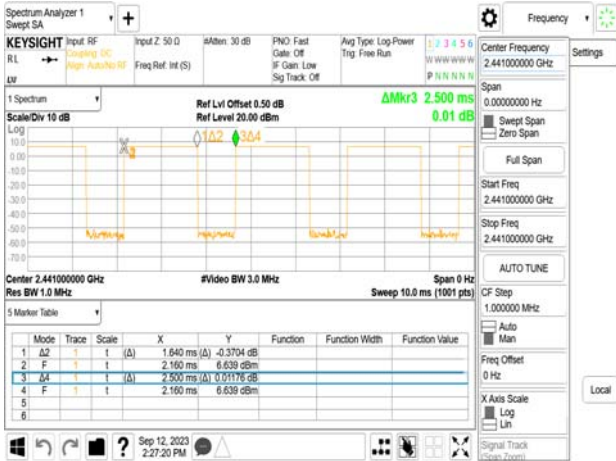 Spectrum Analyzer 1
Swept SA
Frequency
KEYSIGHT
Input: RF
Coupling: DC
Align: Auto/No RF
Input Z: 50 Ω
Freq Ref: Int (S)
#Atten: 30 dB
PNO: Fast
Gate: Off
IF Gain: Low
Sig Track: Off
Avg Type: Log-Power
Trig: Free Run
1 2 3 4 5 6
W W W W W W
P N N N N N
RL
LXI
Center Frequency
2.441000000 GHz
Settings
1 Spectrum
Scale/Div 10 dB
Ref Lvl Offset 0.50 dB
Ref Level 20.00 dBm
ΔMkr3 2.500 ms
0.01 dB
Span
0.00000000 Hz
Swept Span
Zero Span
Full Span
Start Freq
2.441000000 GHz
Stop Freq
2.441000000 GHz
AUTO TUNE
CF Step
1.000000 MHz
Auto
Man
Freq Offset
0 Hz
X Axis Scale
Log
Lin
Signal Track
(Span Zoom)
Local
Log
10.0
0.00
-10.0
-20.0
-30.0
-40.0
-50.0
-60.0
-70.0
1Δ2
3Δ4
Center 2.441000000 GHz
Res BW 1.0 MHz
#Video BW 3.0 MHz
Span 0 Hz
Sweep 10.0 ms (1001 pts)
5 Marker Table
Mode Trace Scale X Y Function Function Width Function Value
1 Δ2 1 t (Δ) 1.640 ms (Δ) -0.3704 dB
2 F 1 t 2.160 ms 6.639 dBm
3 Δ4 1 t (Δ) 2.500 ms (Δ) 0.01176 dB
4 F 1 t 2.160 ms 6.639 dBm
5
6
?
Sep 12, 2023
2:27:20 PM